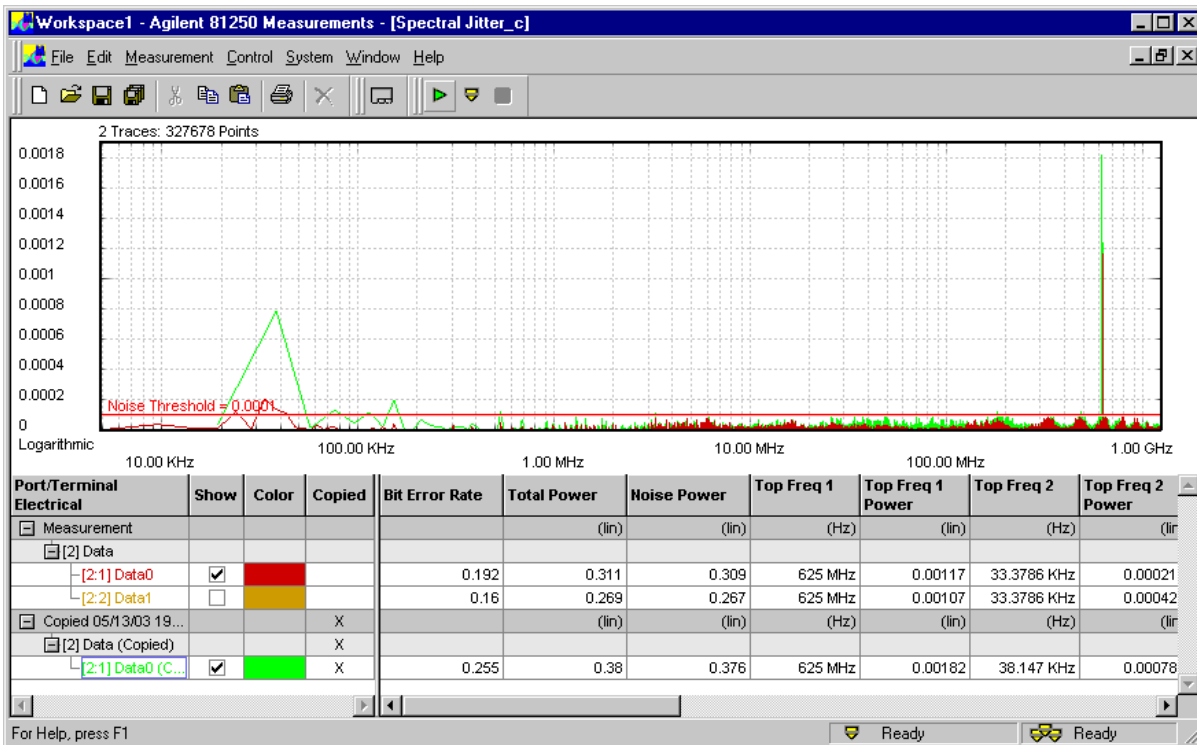 Workspace1 - Agilent 81250 Measurements - [Spectral Jitter_c]
File Edit Measurement Control System Window Help
2 Traces: 327678 Points
0.0018
0.0016
0.0014
0.0012
0.001
0.0008
0.0006
0.0004
0.0002
Noise Threshold = 0.0001
0
Logarithmic
10.00 KHz 100.00 KHz 1.00 MHz 10.00 MHz 100.00 MHz 1.00 GHz
Port/Terminal Electrical Show Color Copied Bit Error Rate Total Power Noise Power Top Freq 1 Top Freq 1 Power Top Freq 2 Top Freq 2 Power
Measurement (lin) (lin) (Hz) (lin) (Hz) (lin
[2] Data
[2:1] Data0 0.192 0.311 0.309 625 MHz 0.00117 33.3786 KHz 0.00021
[2:2] Data1 0.16 0.269 0.267 625 MHz 0.00107 33.3786 KHz 0.00042
Copied 05/13/03 19... X (lin) (lin) (Hz) (lin) (Hz) (lin
[2] Data (Copied) X
[2:1] Data0 (C... X 0.255 0.38 0.376 625 MHz 0.00182 38.147 KHz 0.00078
For Help, press F1 Ready Ready